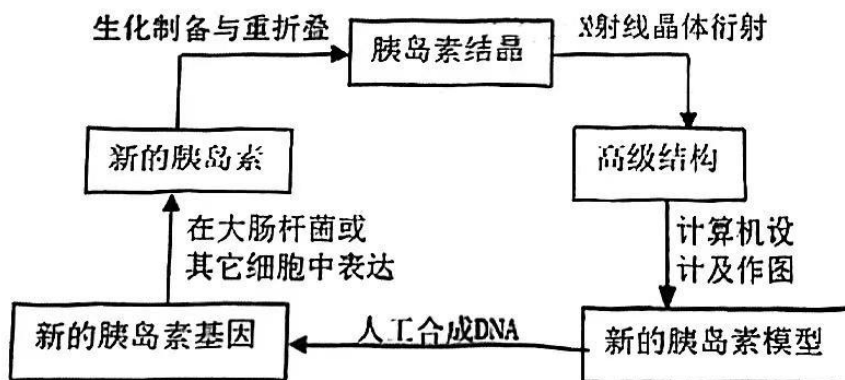 生化制备与重折叠
胰岛素结晶
X射线晶体衍射
新的胰岛素
高级结构
在大肠杆菌或
其它细胞中表达
计算机设
计及作图
新的胰岛素基因
人工合成DNA
新的胰岛素模型